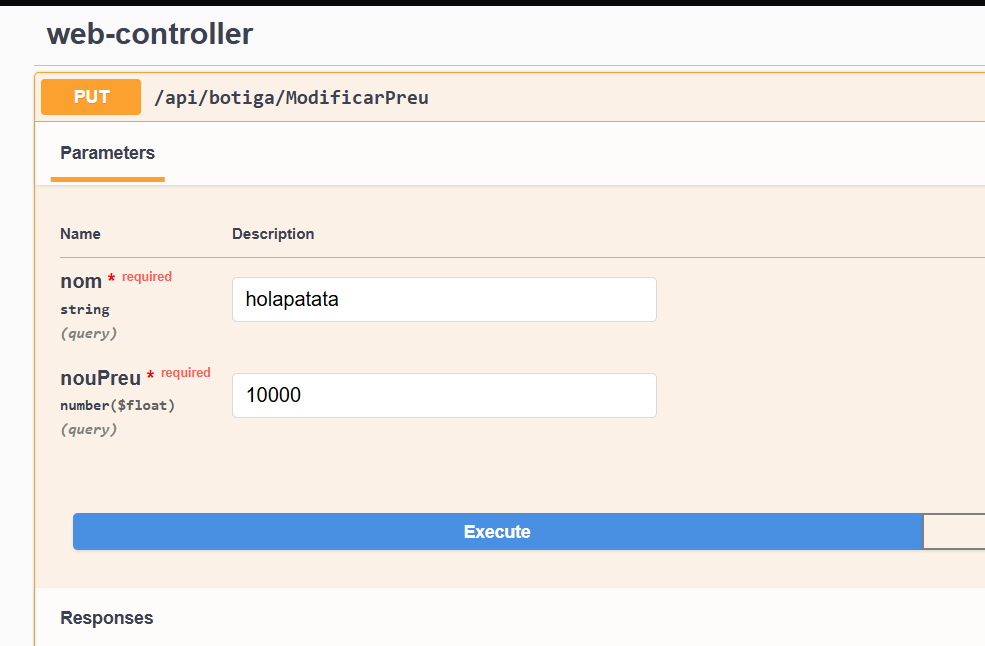 web-controller
PUT /api/botiga/ModificarPreu
Parameters
Name Description
nom * required
string
(query)
holapatata
nouPreu * required
number($float)
(query)
10000
Execute
Responses